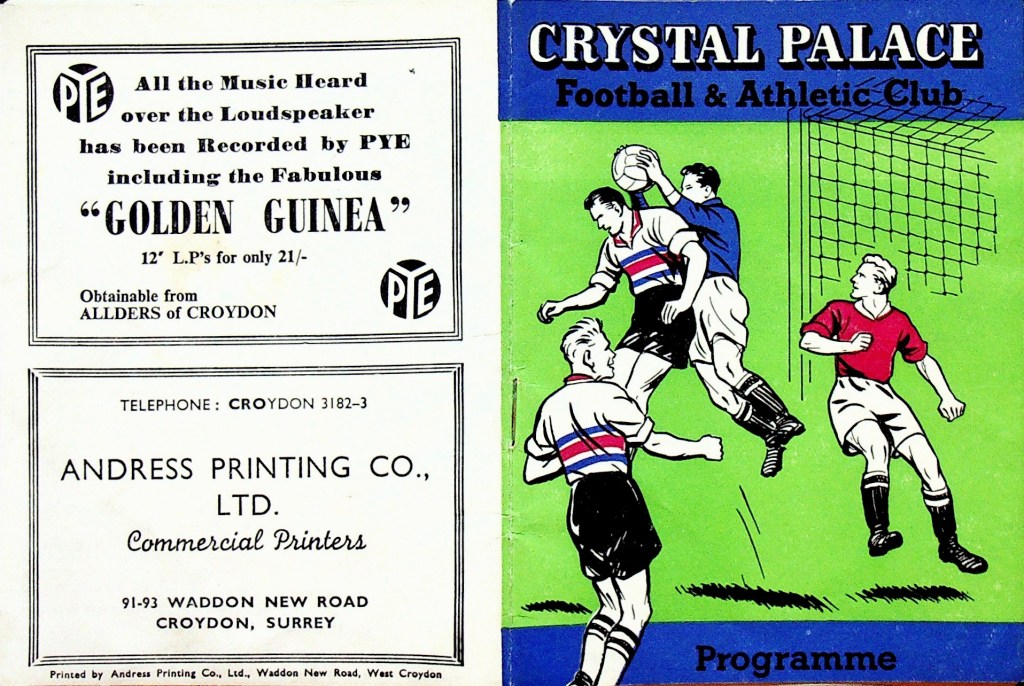 PYE
All the Music Heard
over the Loudspeaker
has been Recorded by PYE
including the Fabulous
“GOLDEN GUINEA”
12″ L.P's for only 21/-
Obtainable from
ALLDERS of CROYDON
PYE
TELEPHONE: CROYDON 3182-3
ANDRESS PRINTING CO.,
LTD.
Commercial Printers
91-93 WADDON NEW ROAD
CROYDON, SURREY
Printed by Andress Printing Co., Ltd., Waddon New Road, West Croydon
CRYSTAL PALACE
Football & Athletic Club
Programme